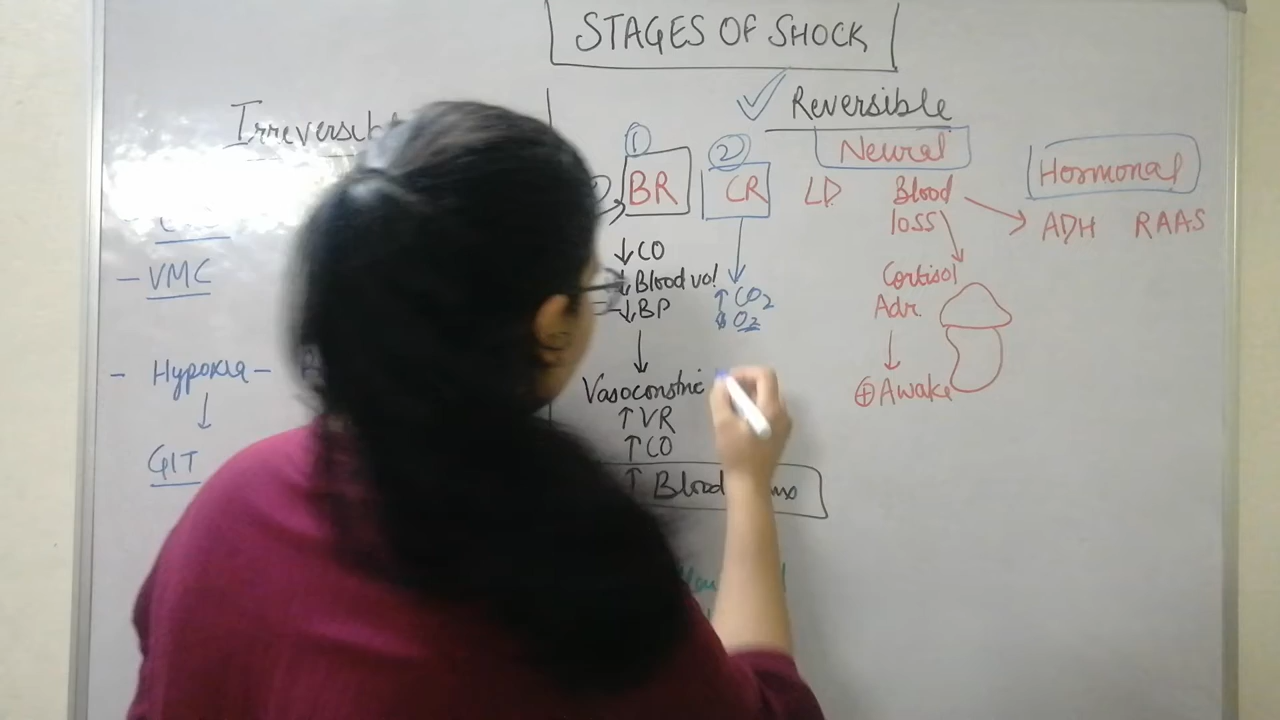 STAGES OF SHOCK
Reversible
① ② Neural Hormonal
BR CR LD Blood loss ADH RAAS
Cortisol
Adr.
⊕ Awake
↓ CO
↓ Blood vol
↓ BP
Vasoconstric
↑ VR
↑ CO
↑ Blood
↑ CO₂
↓ O₂
- VMC
- Hypoxia -
GIT